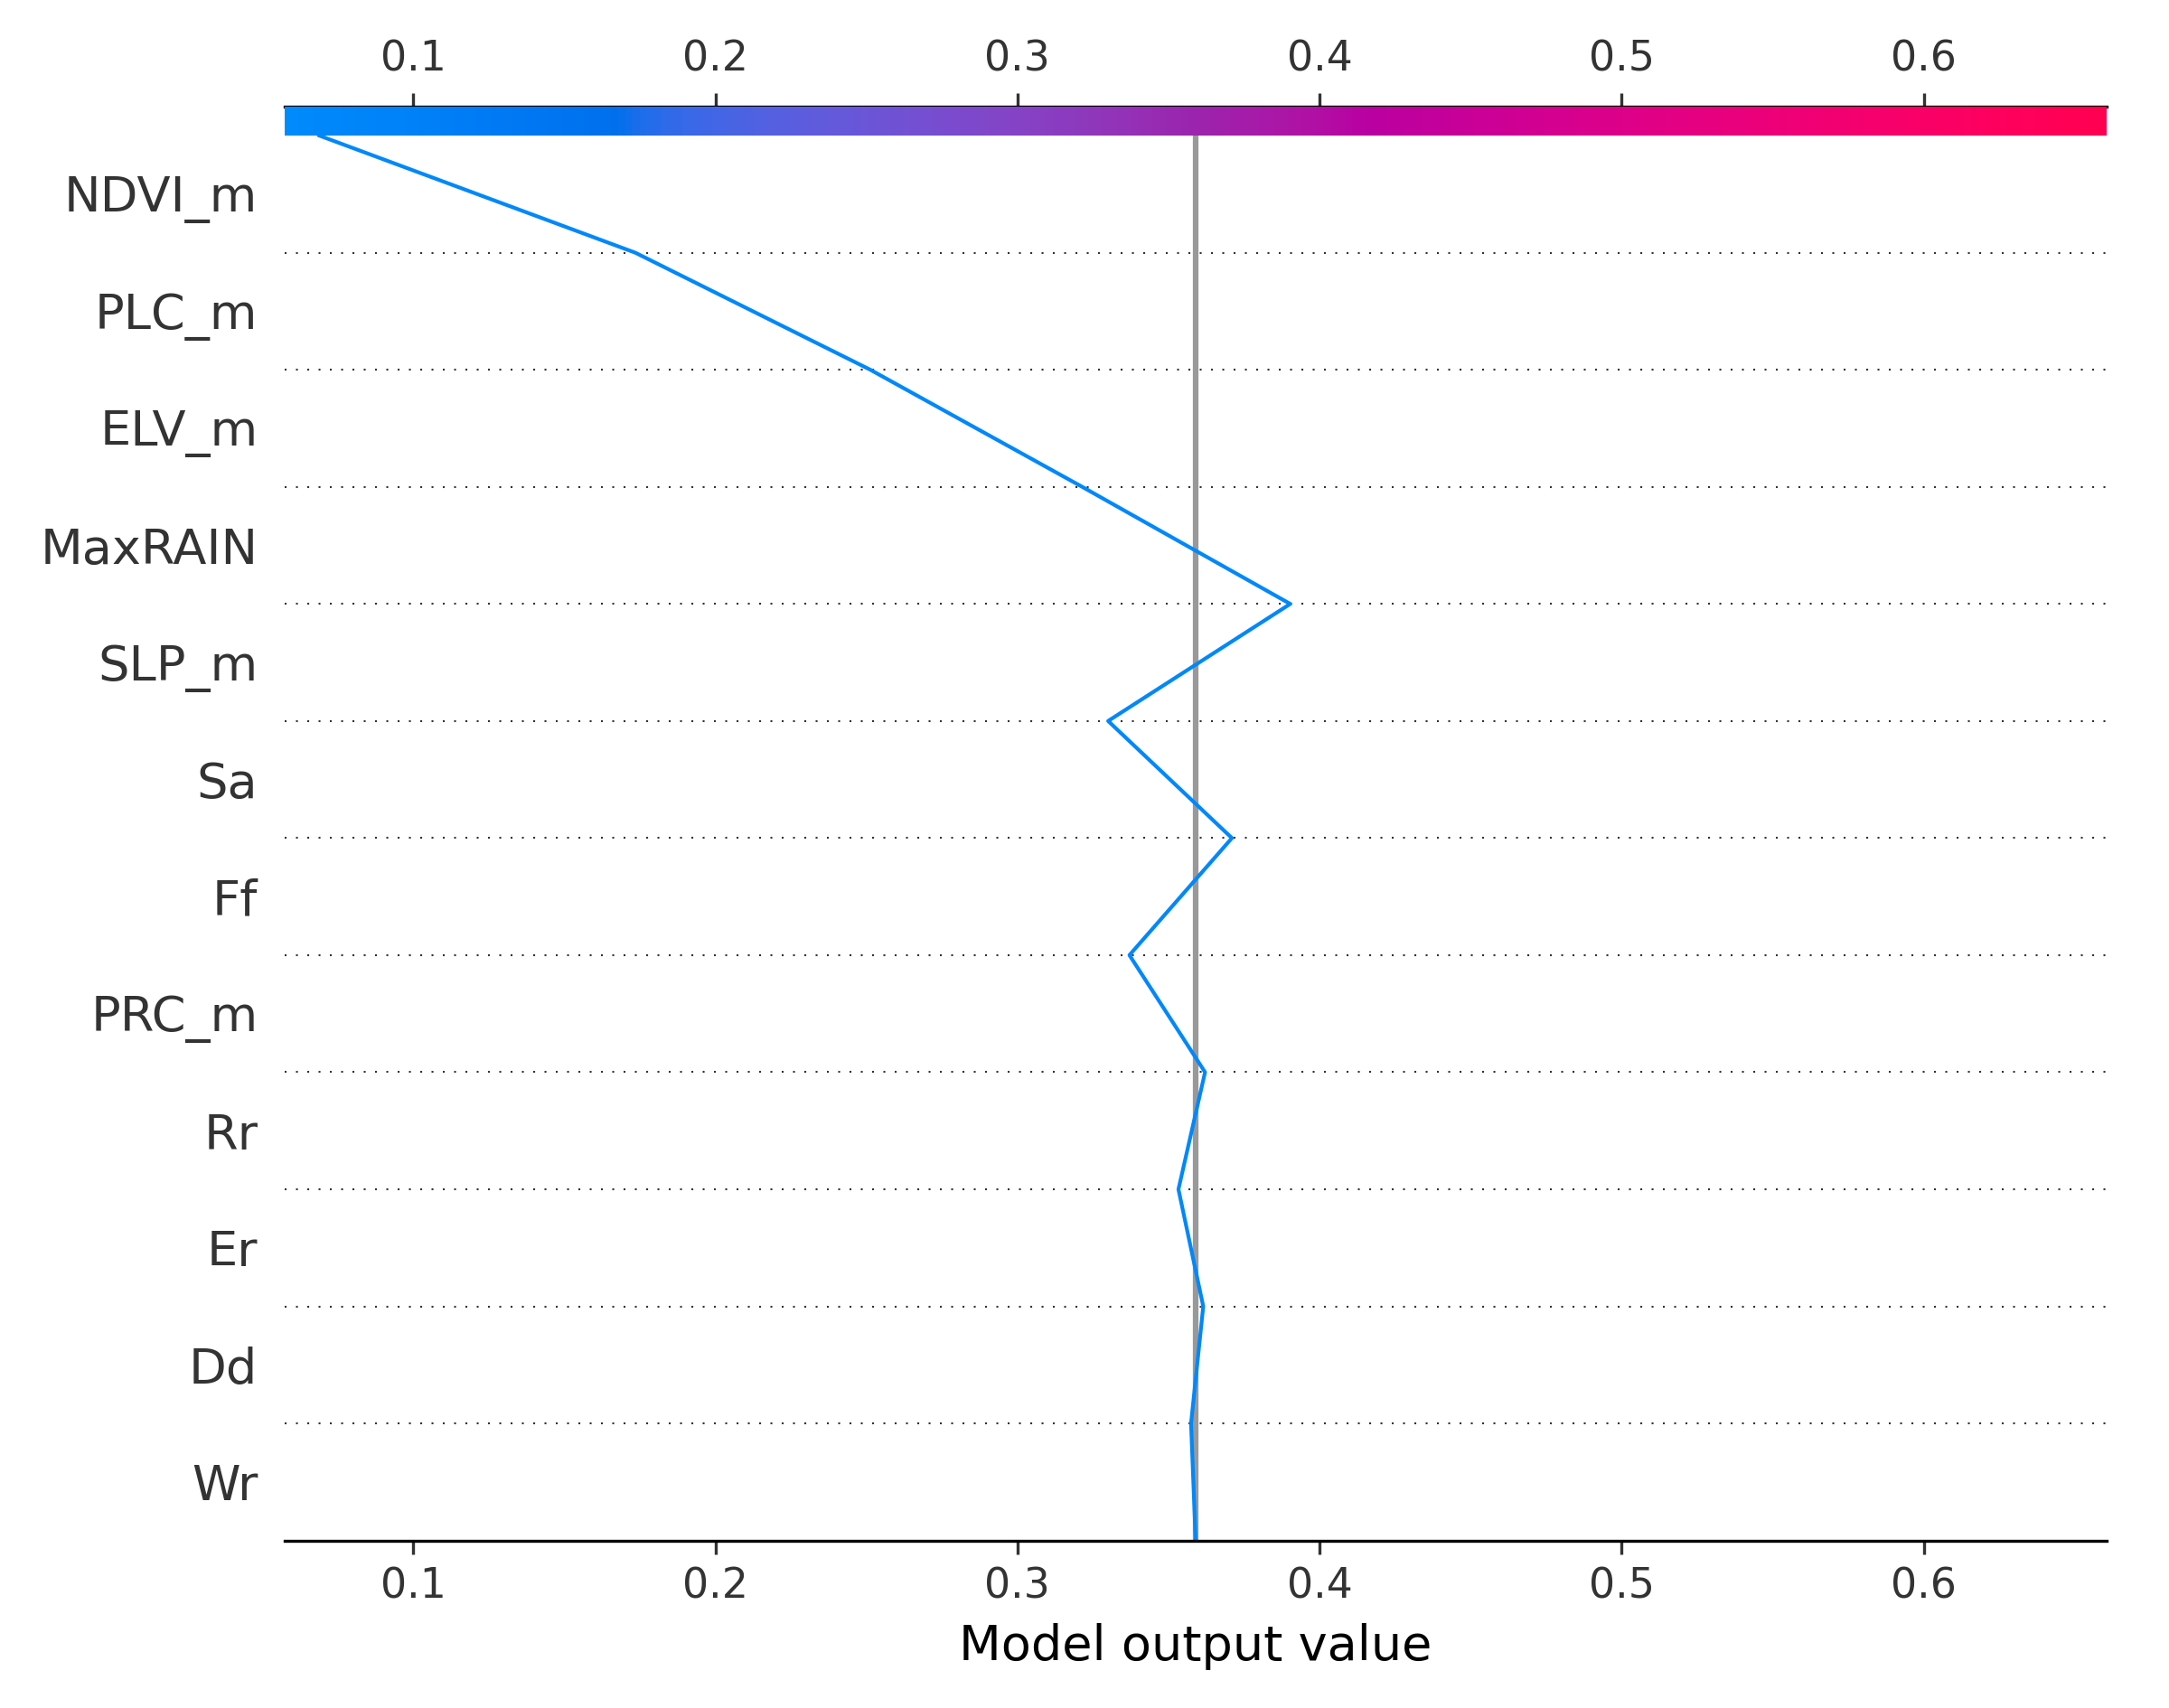 0.1 0.2 0.3 0.4 0.5 0.6
NDVI_m
PLC_m
ELV_m
MaxRAIN
SLP_m
Sa
Ff
PRC_m
Rr
Er
Dd
Wr
0.1 0.2 0.3 0.4 0.5 0.6
Model output value